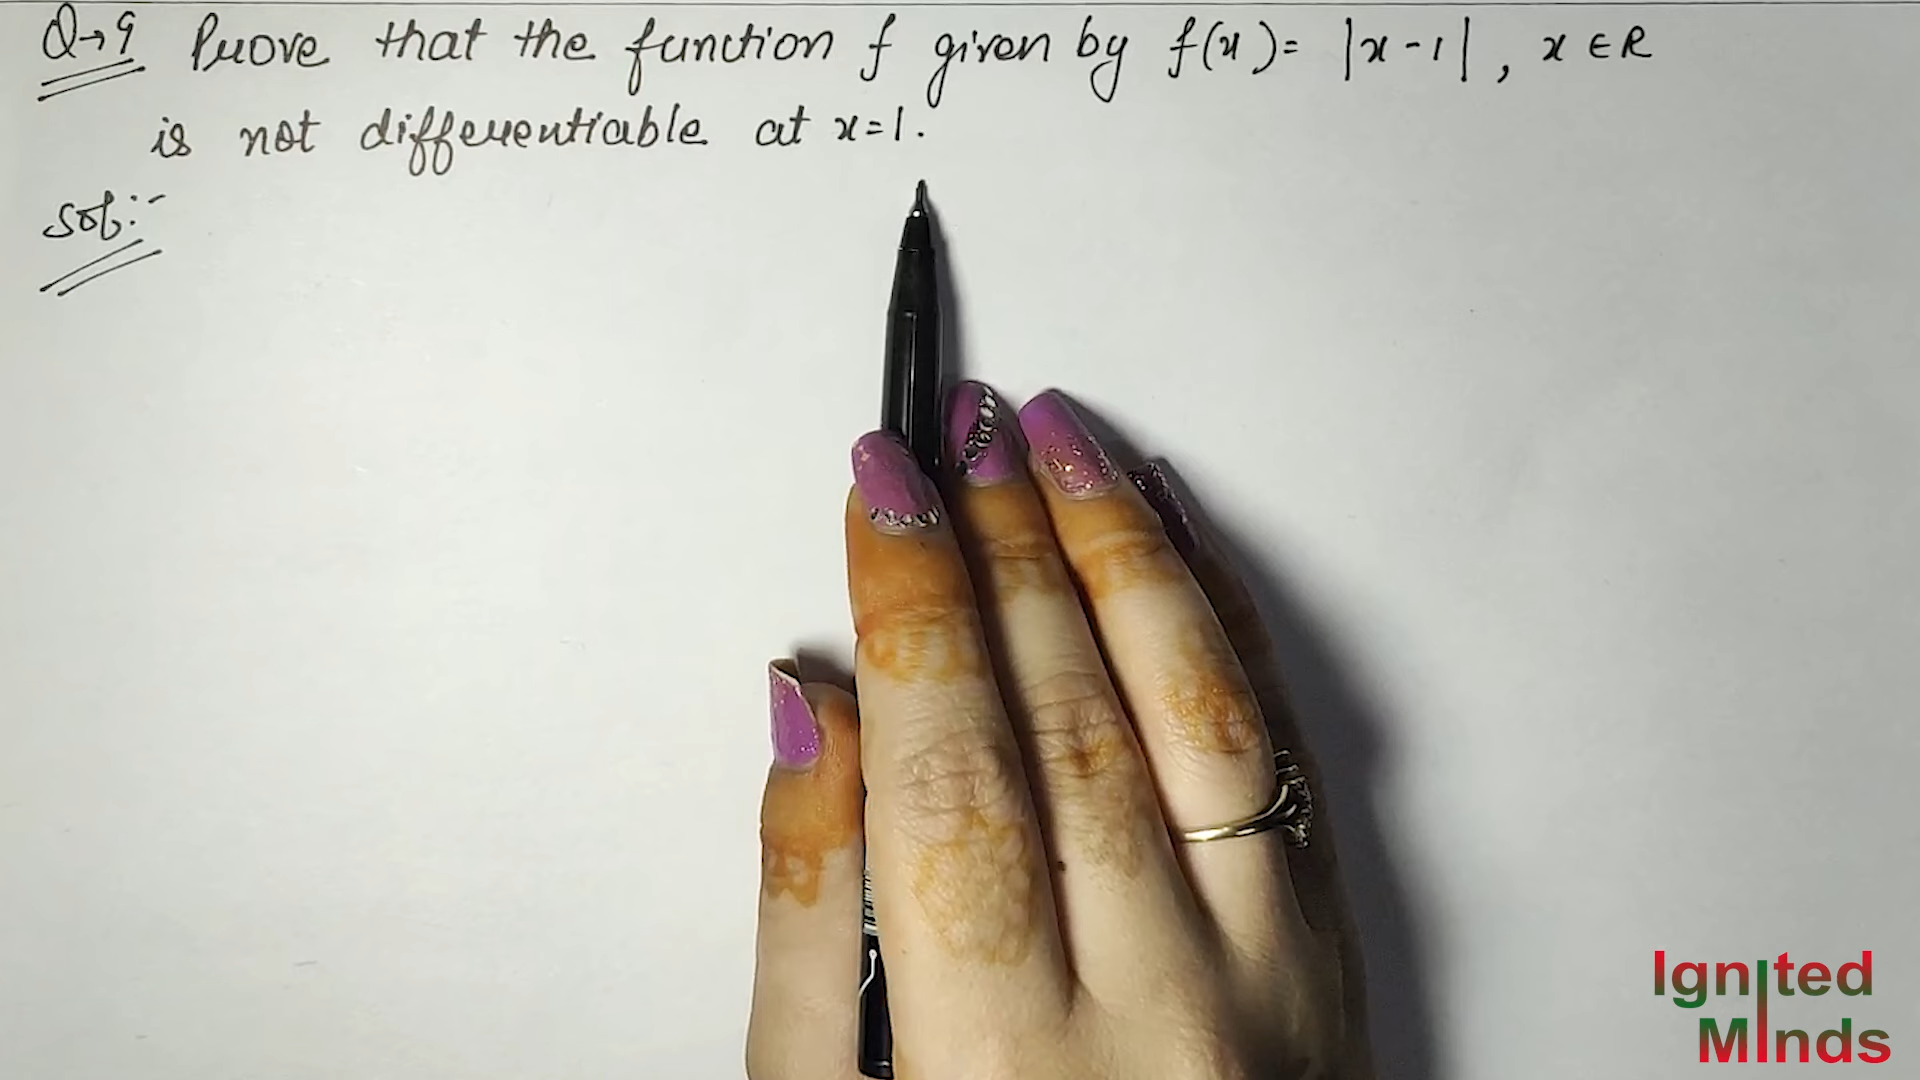 Q→9 Prove that the function f given by f(x) = |x-1|, x ∈ R
is not differentiable at x=1.
Sol:-
Ignited
Minds